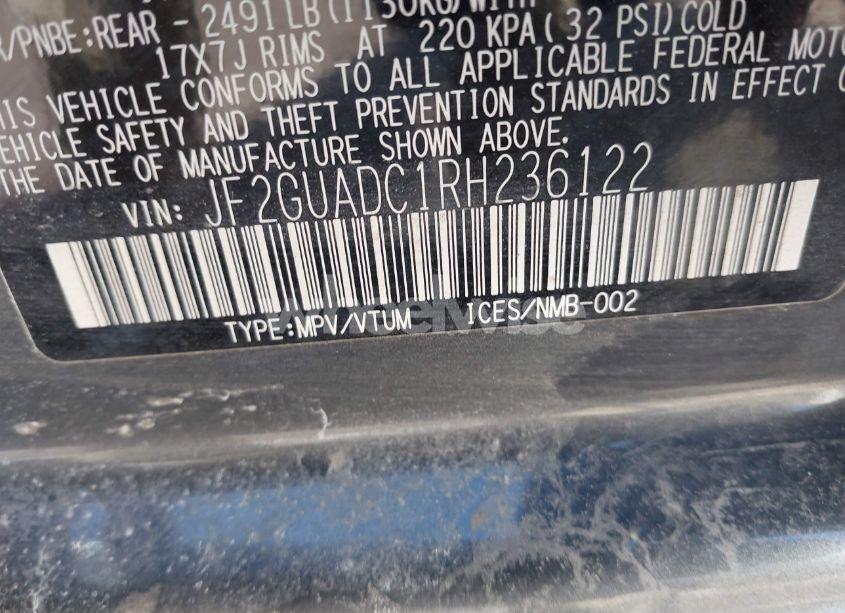 /PNBE:REAR - 2491 LB(1130KG)WITH
17X7J RIMS AT 220 KPA(32 PSI)COLD
THIS VEHICLE CONFORMS TO ALL APPLICABLE FEDERAL MOTO
VEHICLE SAFETY AND THEFT PREVENTION STANDARDS IN EFFECT O
THE DATE OF MANUFACTURE SHOWN ABOVE.
VIN: JF2GUADC1RH236122
TYPE:MPV/VTUM ICES/NMB-002
Wheelwise